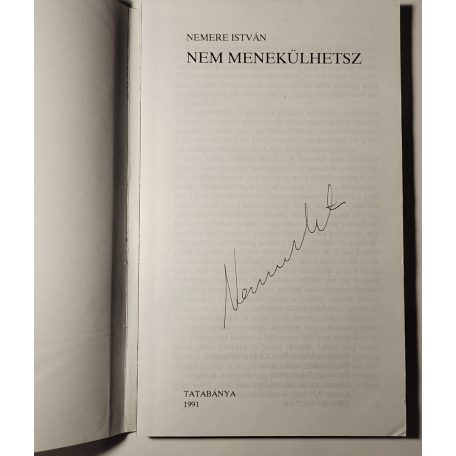 NEMERE ISTVÁN
NEM MENEKÜLHETSZ
TATABÁNYA
1991